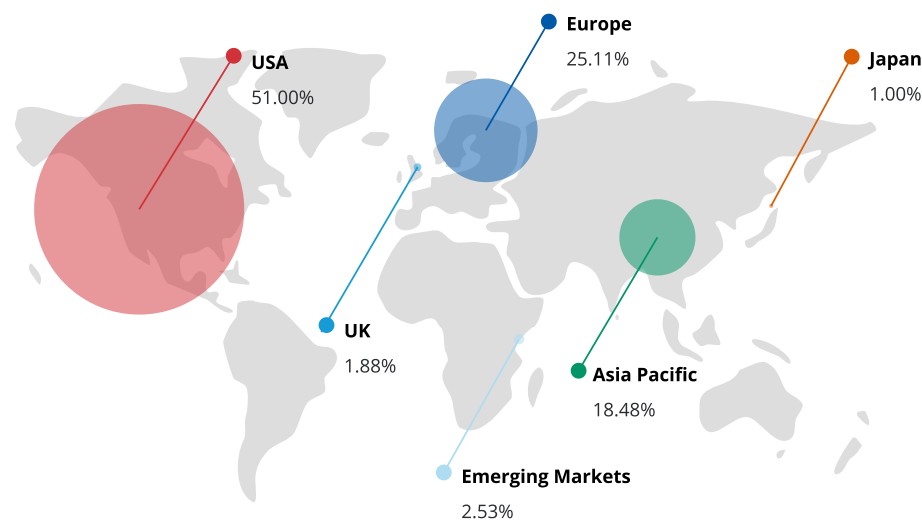 Europe
25.11%
USA
51.00%
Japan
1.00%
UK
1.88%
Asia Pacific
18.48%
Emerging Markets
2.53%